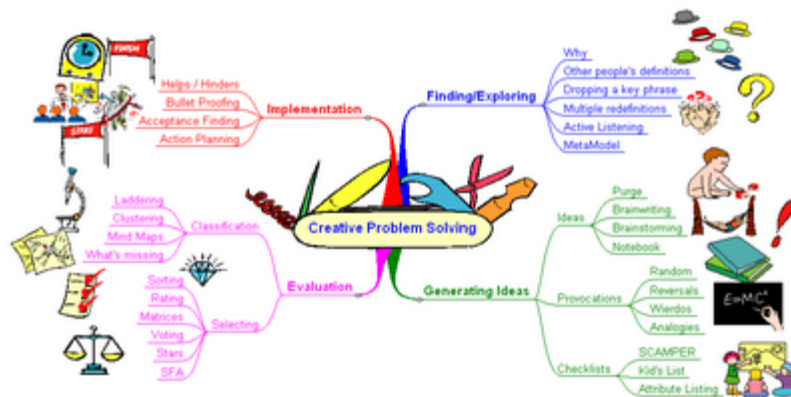 Creative Problem Solving
Finding/Exploring
Why
Other people's definitions
Dropping a key phrase
Multiple redefinitions
Active Listening
MetaModel
Generating Ideas
Ideas
Purge
Brainwriting
Brainstorming
Notebook
Provocations
Random
Reversals
Wierdos
Analogies
Checklists
SCAMPER
Kid's List
Attribute Listing
Evaluation
Classification
Laddering
Clustering
Mind Maps
What's missing
Selecting
Sorting
Rating
Matrices
Voting
Stars
SFA
Implementation
Helps / Hinders
Bullet Proofing
Acceptance Finding
Action Planning
FINISH
START
E=MC²